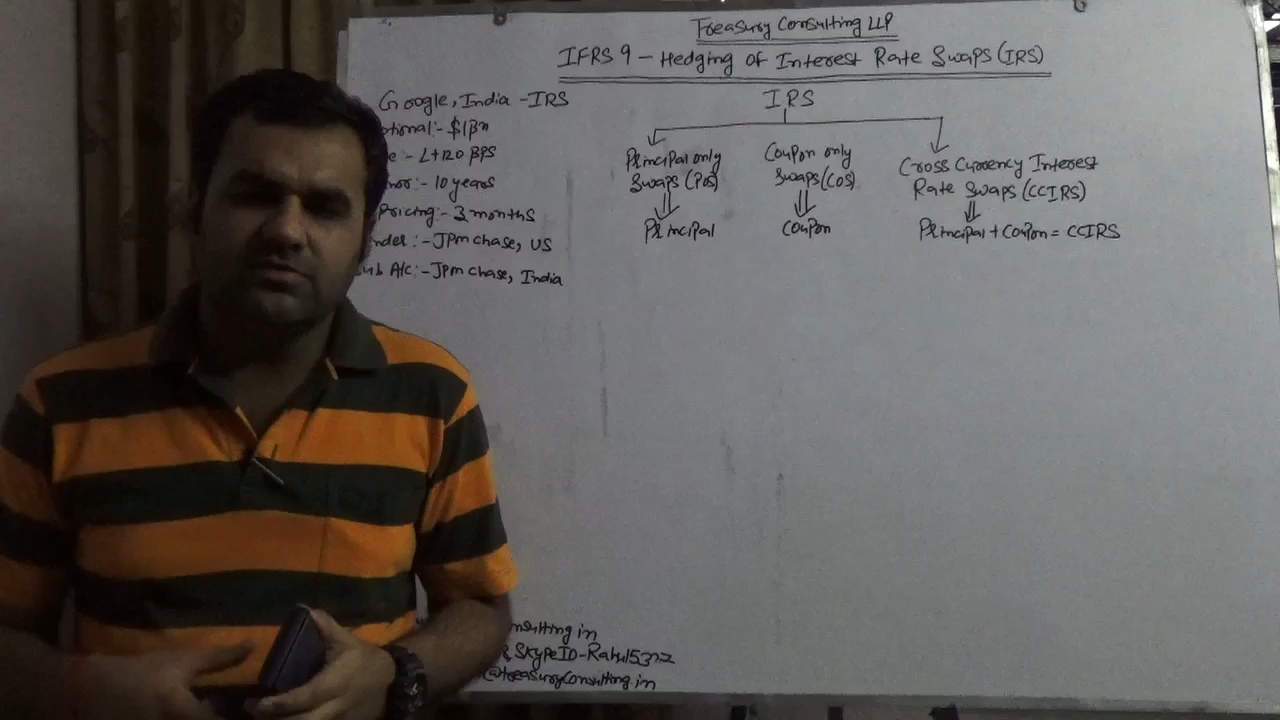 Treasury Consulting LLP
IFRS 9 - Hedging of Interest Rate Swaps (IRS)
Google, India - IRS
otional:- $1Bn
e :- L+120 BPS
nor:- 10 years
Pricing:- 3 months
nder:- JPm chase, US
ub A/c:- JPm chase, India
IRS
Principal only
Swaps (POS)
Principal
Coupon only
Swaps (COS)
Coupon
Cross Currency Interest
Rate Swaps (CCIRS)
Principal + Coupon = CCIRS
nsulting.in
SkypeID-Rahul5327
@treasuryconsulting.in